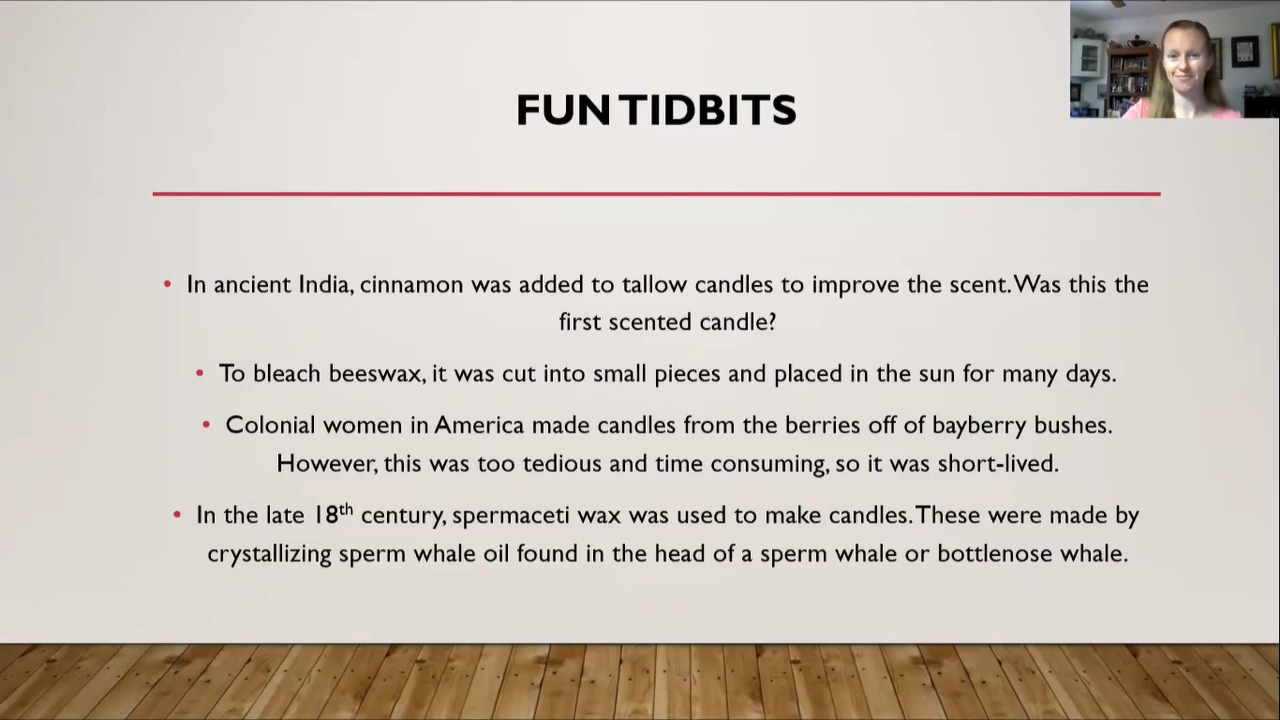 FUN TIDBITS
• In ancient India, cinnamon was added to tallow candles to improve the scent. Was this the
first scented candle?
• To bleach beeswax, it was cut into small pieces and placed in the sun for many days.
• Colonial women in America made candles from the berries off of bayberry bushes.
However, this was too tedious and time consuming, so it was short-lived.
• In the late 18th century, spermaceti wax was used to make candles. These were made by
crystallizing sperm whale oil found in the head of a sperm whale or bottlenose whale.